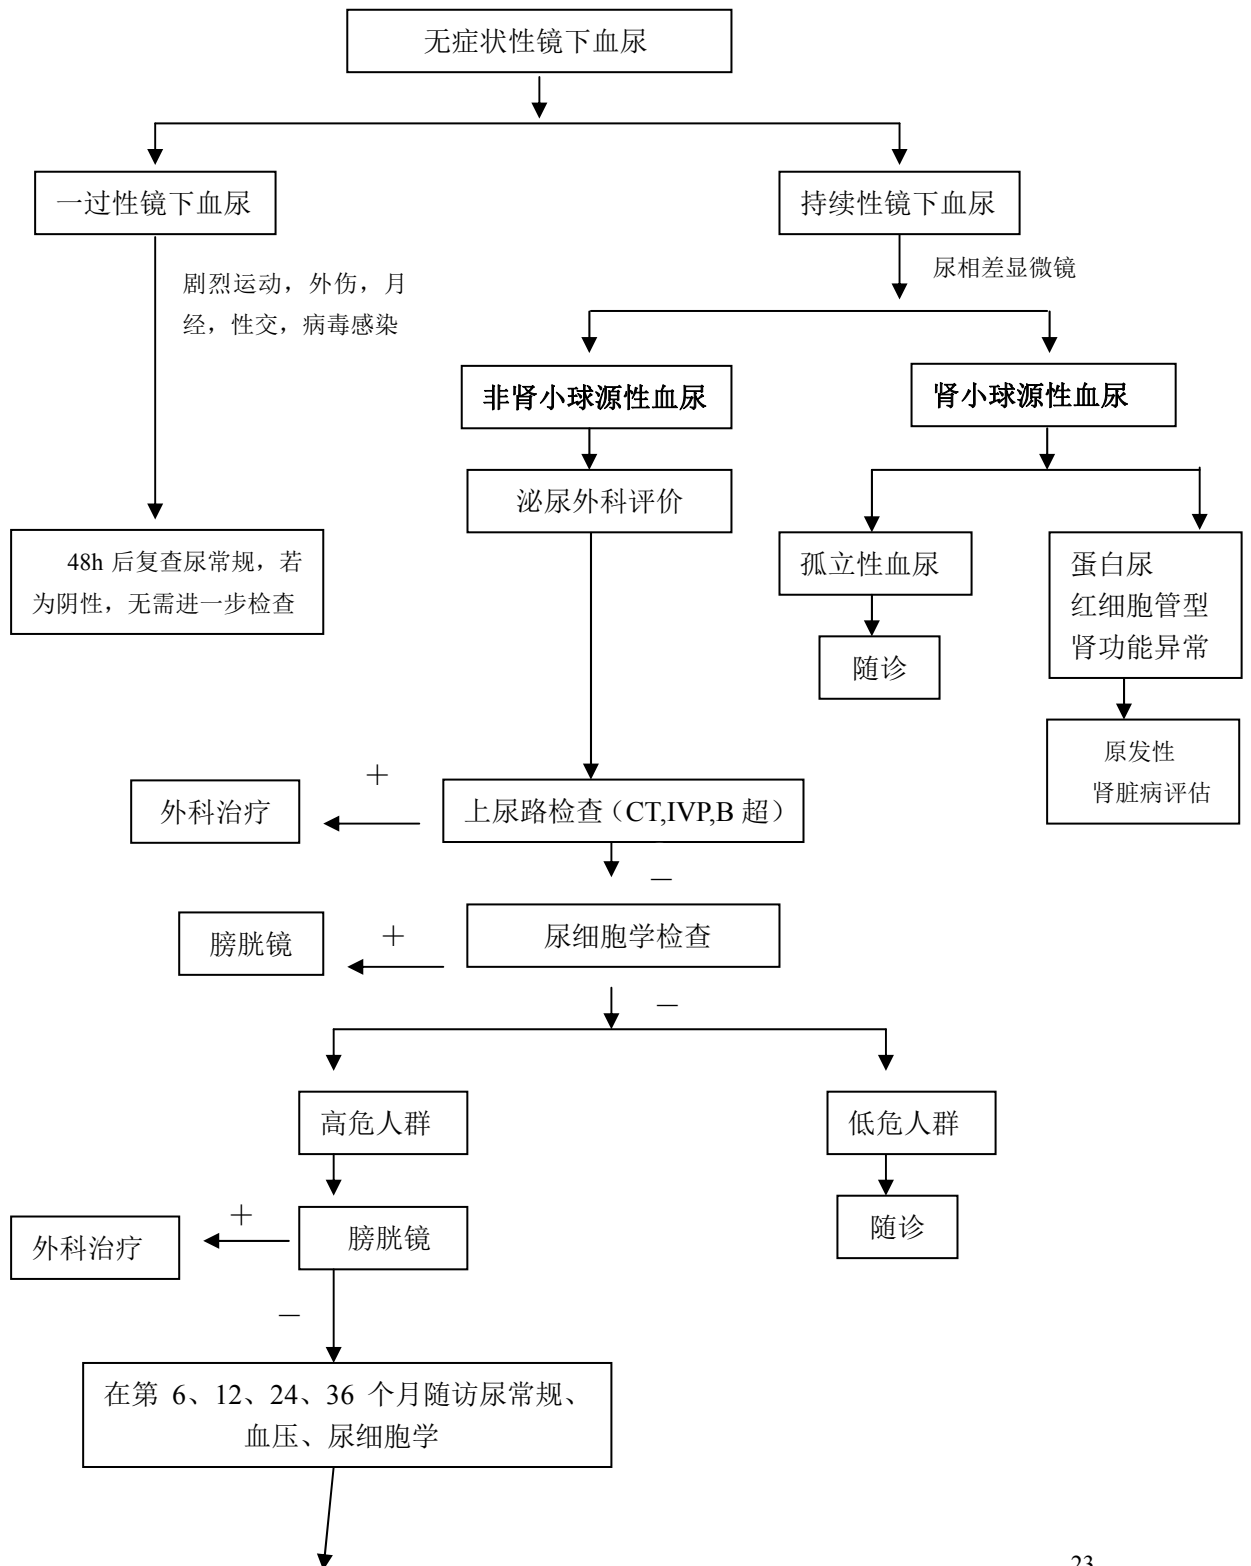 无症状性镜下血尿
一过性镜下血尿
持续性镜下血尿
剧烈运动，外伤，月
经，性交，病毒感染
尿相差显微镜
非肾小球源性血尿
肾小球源性血尿
泌尿外科评价
48h 后复查尿常规，若
为阴性，无需进一步检查
孤立性血尿
蛋白尿
红细胞管型
肾功能异常
随诊
原发性
肾脏病评估
＋
外科治疗
上尿路检查（CT,IVP,B 超）
－
膀胱镜
＋
尿细胞学检查
－
高危人群
低危人群
外科治疗
＋
膀胱镜
随诊
－
在第 6、12、24、36 个月随访尿常规、
血压、尿细胞学
23